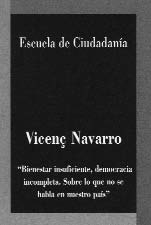 Escuela de Ciudadanía
Vicenç Navarro
“Bienestar insuficiente, democracia
incompleta. Sobre lo que no se
habla en nuestro país”